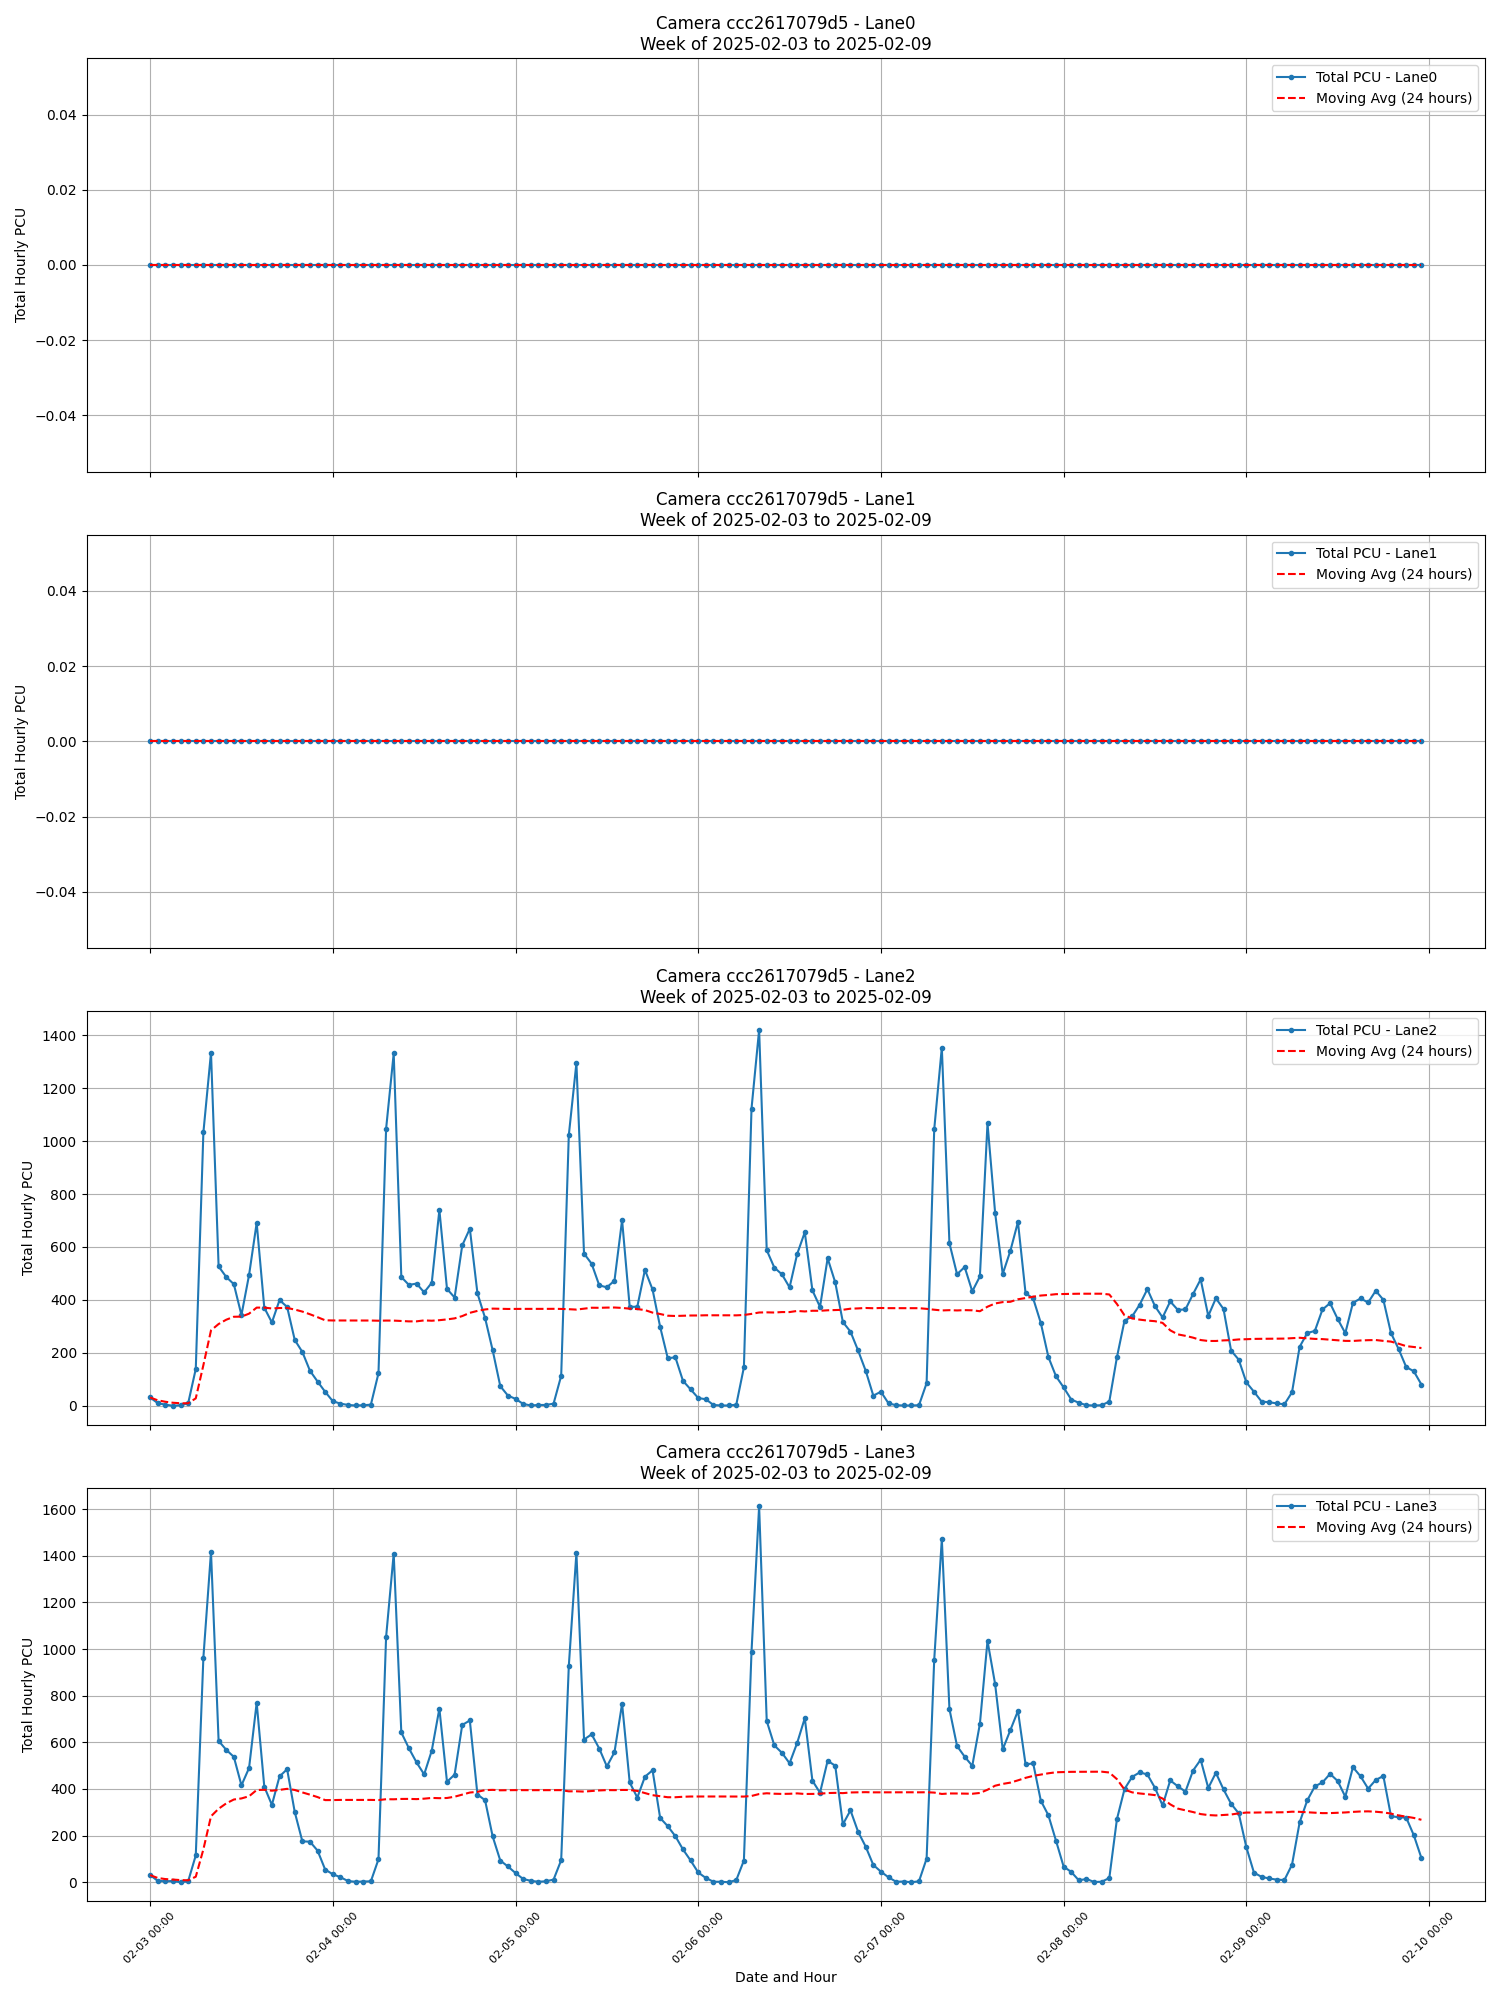 Camera ccc2617079d5 - Lane0
Week of 2025-02-03 to 2025-02-09
Total PCU - Lane0
Moving Avg (24 hours)
Total Hourly PCU
0.04
0.02
0.00
−0.02
−0.04
Camera ccc2617079d5 - Lane1
Week of 2025-02-03 to 2025-02-09
Total PCU - Lane1
Moving Avg (24 hours)
Total Hourly PCU
0.04
0.02
0.00
−0.02
−0.04
Camera ccc2617079d5 - Lane2
Week of 2025-02-03 to 2025-02-09
Total PCU - Lane2
Moving Avg (24 hours)
Total Hourly PCU
1400
1200
1000
800
600
400
200
0
Camera ccc2617079d5 - Lane3
Week of 2025-02-03 to 2025-02-09
Total PCU - Lane3
Moving Avg (24 hours)
Total Hourly PCU
1600
1400
1200
1000
800
600
400
200
0
02-03 00:00
02-04 00:00
02-05 00:00
02-06 00:00
02-07 00:00
02-08 00:00
02-09 00:00
02-10 00:00
Date and Hour